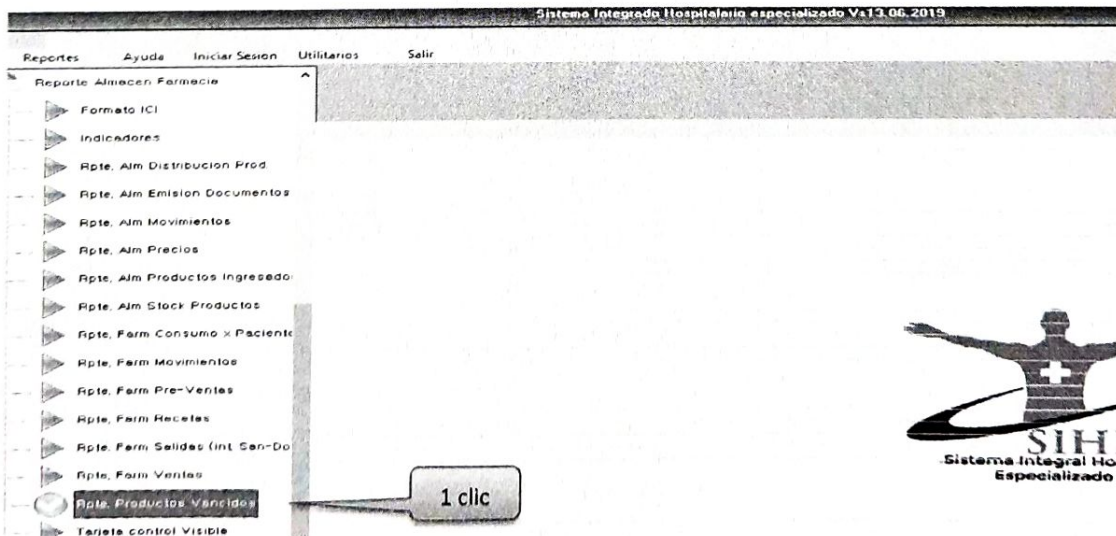 Sistema Integrado Hospitalario especializado Vs13.06.2019
Reportes Ayuda Iniciar Sesion Utilitarios Salir
Reporte Almacen Farmacia
Formato ICI
Indicadores
Rpte. Alm Distribucion Prod.
Rpte. Alm Emision Documentos
Rpte. Alm Movimientos
Rpte. Alm Precios
Rpte. Alm Productos Ingresado
Rpte. Alm Stock Productos
Rpte. Farm Consumo x Paciente
Rpte. Farm Movimientos
Rpte. Farm Pre-Ventas
Rpte. Farm Recetas
Rpte. Farm Salidas (int. San-Do
Rpte. Farm Ventas
Rpte. Productos Vencidos
Tarjeta control Visible
1 clic
SIH
Sistema Integral Ho
Especializado